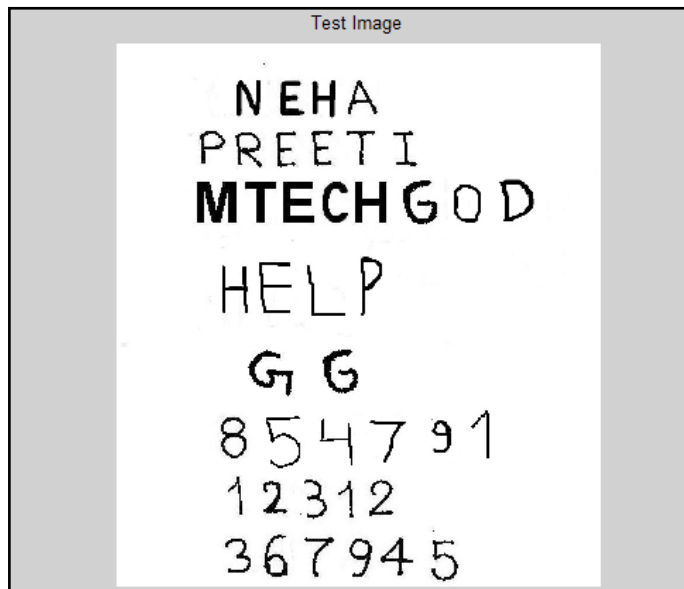 Test Image
NEHA
PREETI
MTECHGOD
HELP
G G
854791
12312
367945